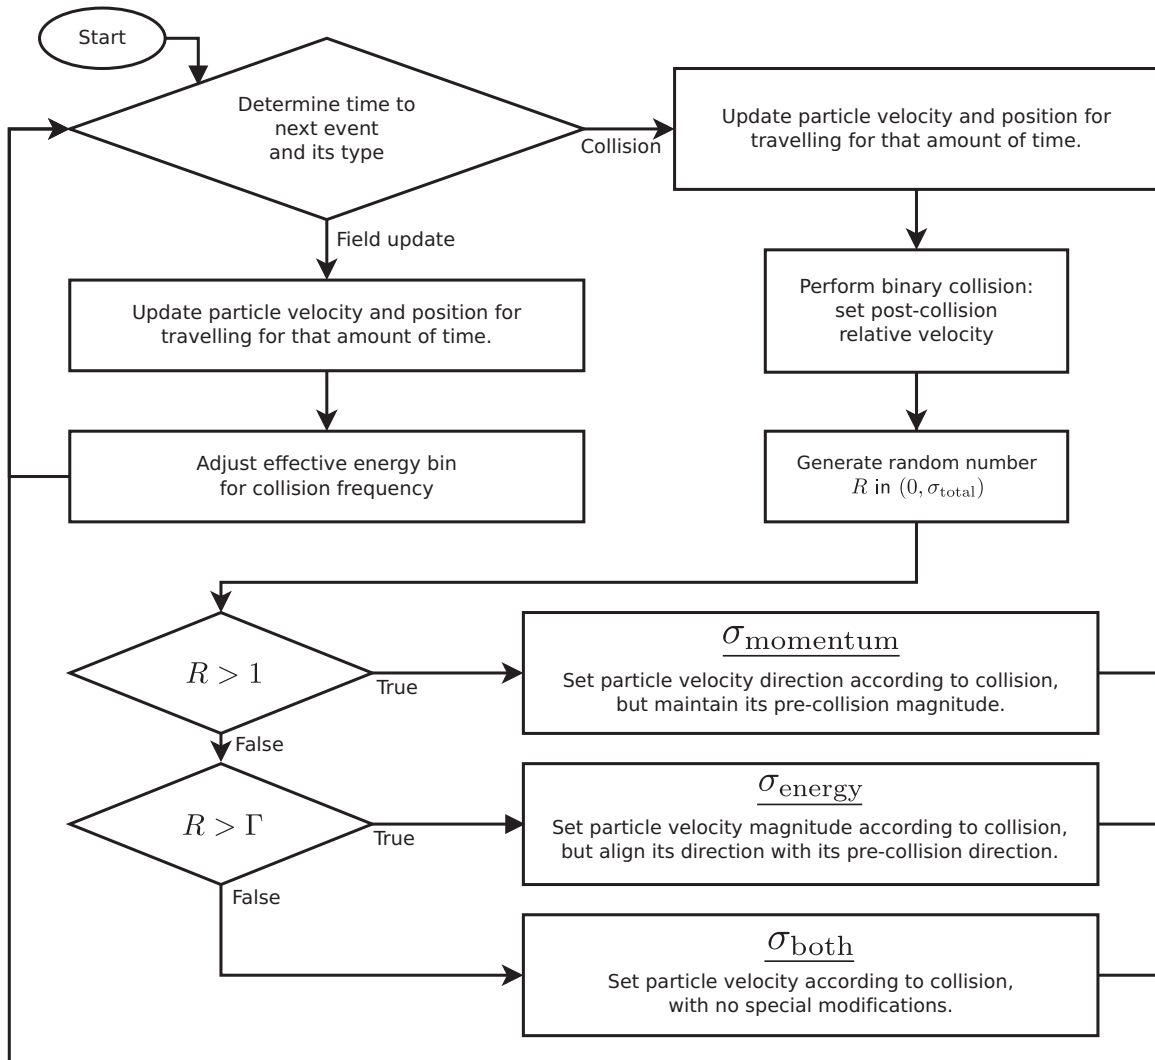 Start
Determine time to
next event
and its type
Collision
Update particle velocity and position for
travelling for that amount of time.
Field update
Update particle velocity and position for
travelling for that amount of time.
Perform binary collision:
set post-collision
relative velocity
Adjust effective energy bin
for collision frequency
Generate random number
R in (0, σ_total)
R > 1
True
σ_momentum
Set particle velocity direction according to collision,
but maintain its pre-collision magnitude.
False
R > Γ
True
σ_energy
Set particle velocity magnitude according to collision,
but align its direction with its pre-collision direction.
False
σ_both
Set particle velocity according to collision,
with no special modifications.